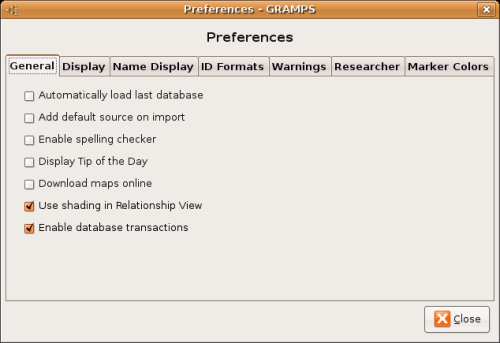 Preferences - GRAMPS
Preferences
General Display Name Display ID Formats Warnings Researcher Marker Colors
Automatically load last database
Add default source on import
Enable spelling checker
Display Tip of the Day
Download maps online
Use shading in Relationship View
Enable database transactions
Close